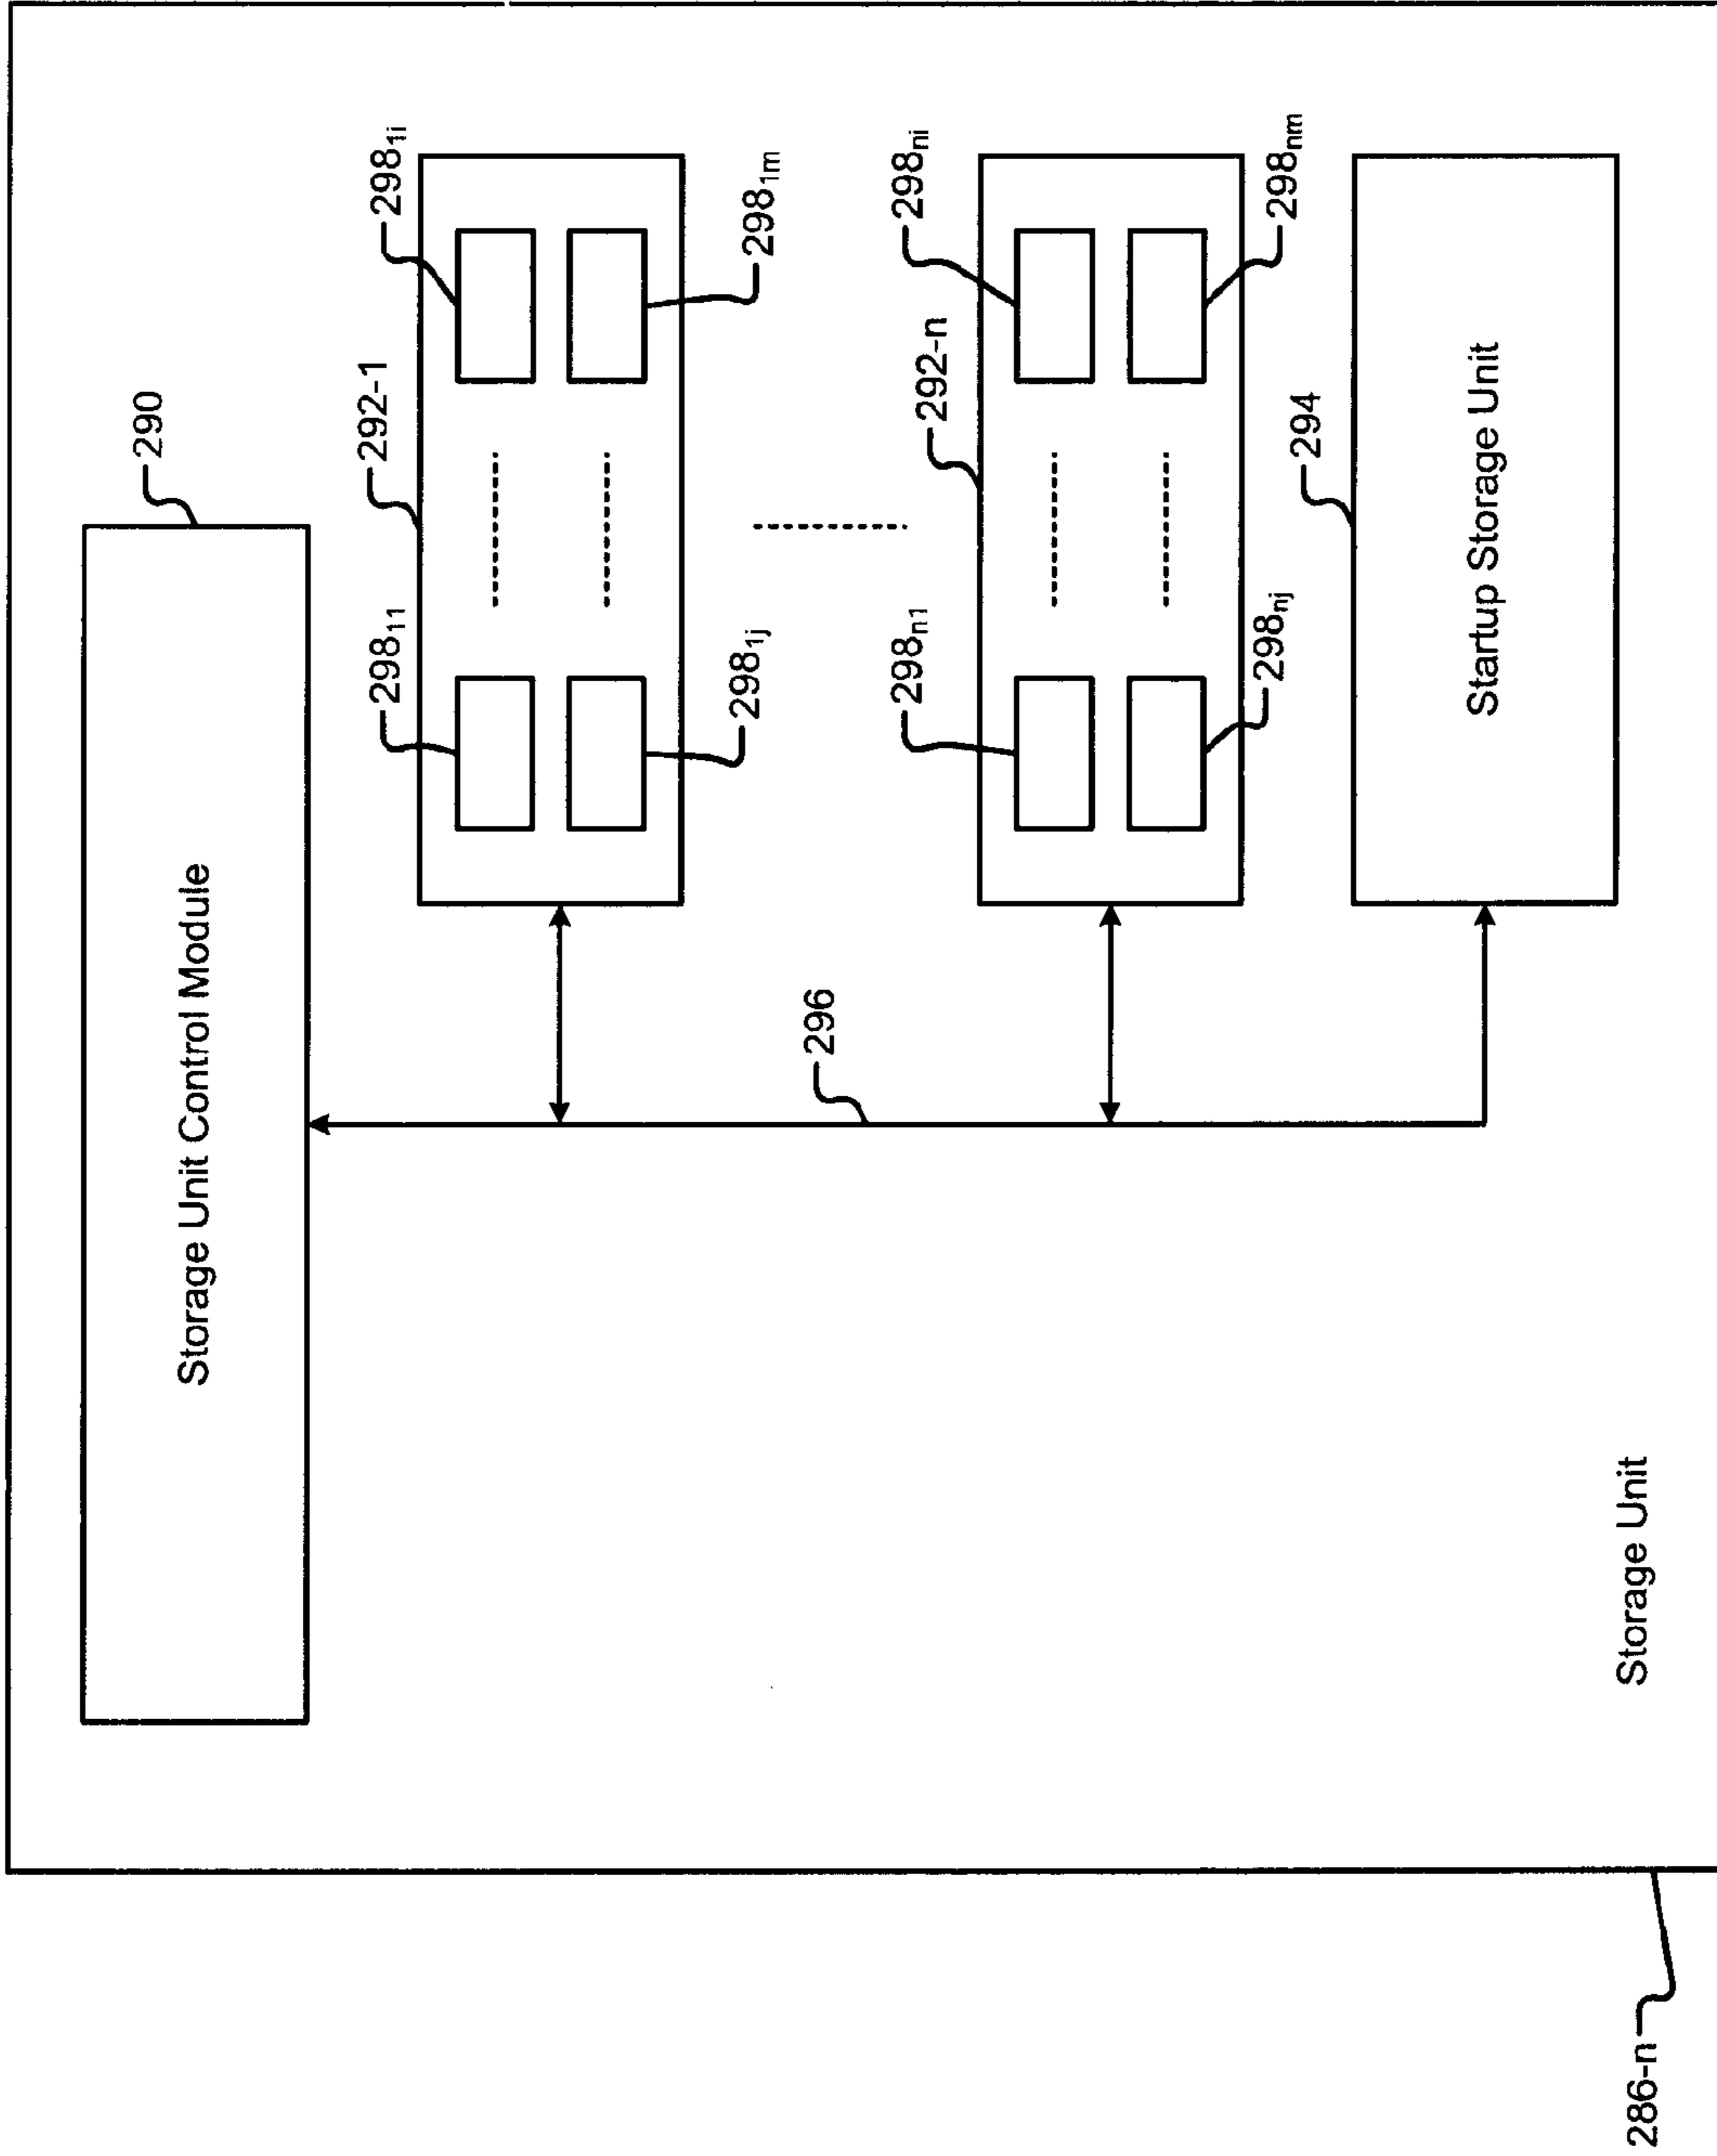 290
Storage Unit Control Module
292-1
298₁₁
298₁ᵢ
298₁ⱼ
298₁ₘ
296
292-n
298ₙ₁
298ₙᵢ
298ₙⱼ
298ₙₘ
294
Startup Storage Unit
Storage Unit
286-n